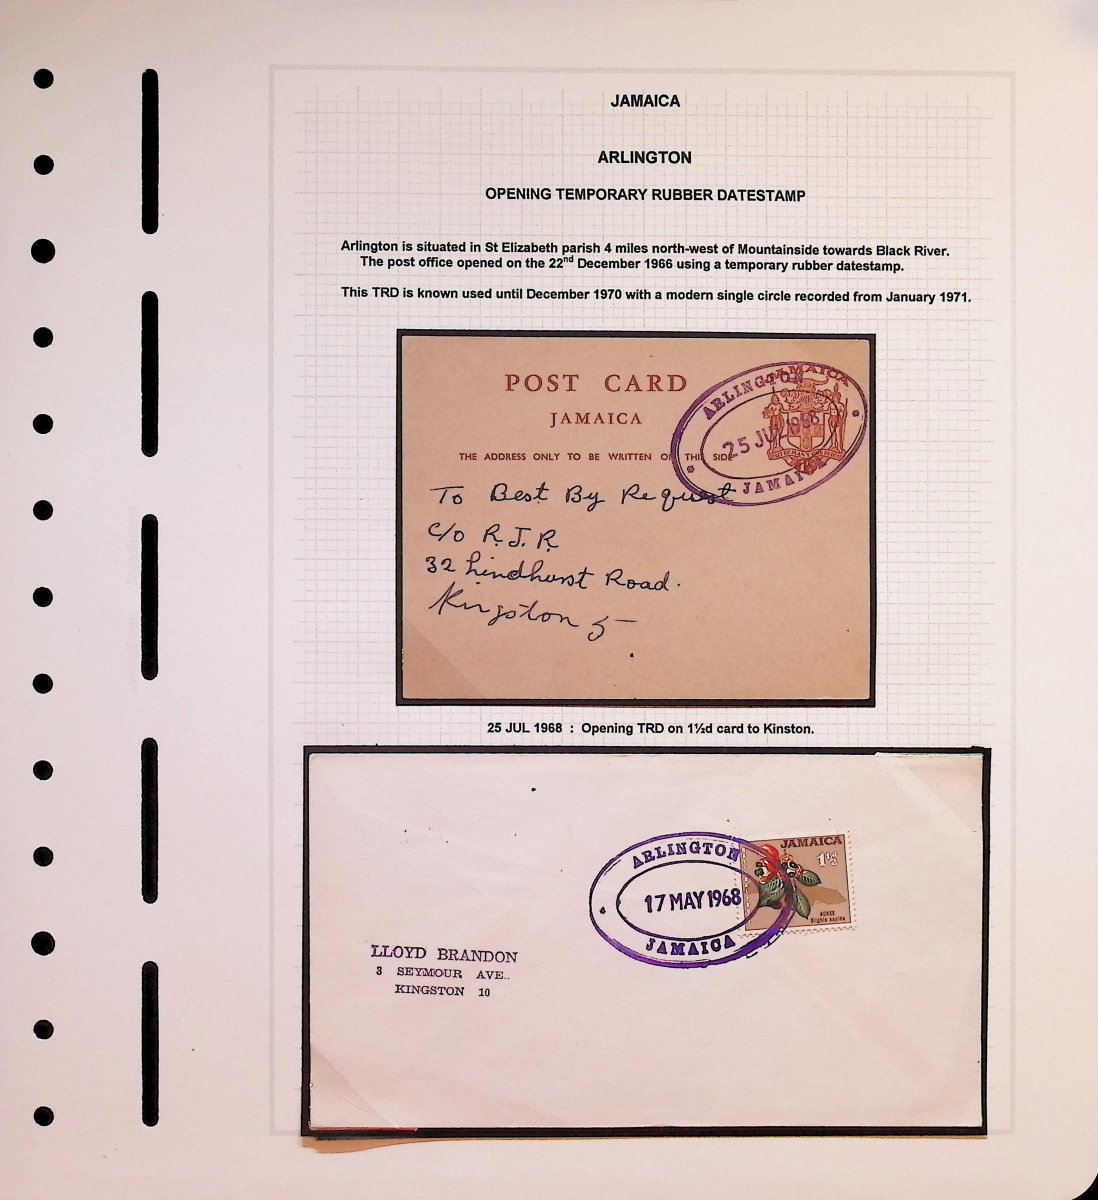 JAMAICA
ARLINGTON
OPENING TEMPORARY RUBBER DATESTAMP
Arlington is situated in St Elizabeth parish 4 miles north-west of Mountainside towards Black River.
The post office opened on the 22nd December 1966 using a temporary rubber datestamp.
This TRD is known used until December 1970 with a modern single circle recorded from January 1971.
POST CARD
JAMAICA
THE ADDRESS ONLY TO BE WRITTEN ON THIS SIDE
JAMAICA
ARLINGTON
25 JUL 1968
JAMAICA
To Best By Request
c/o R.J.R.
32 Lindhurst Road.
Kingston 5
25 JUL 1968 : Opening TRD on 1½d card to Kinston.
ARLINGTON
17 MAY 1968
JAMAICA
JAMAICA
1½d
ACKEE
Blighia sapida
LLOYD BRANDON
3 SEYMOUR AVE..
KINGSTON 10